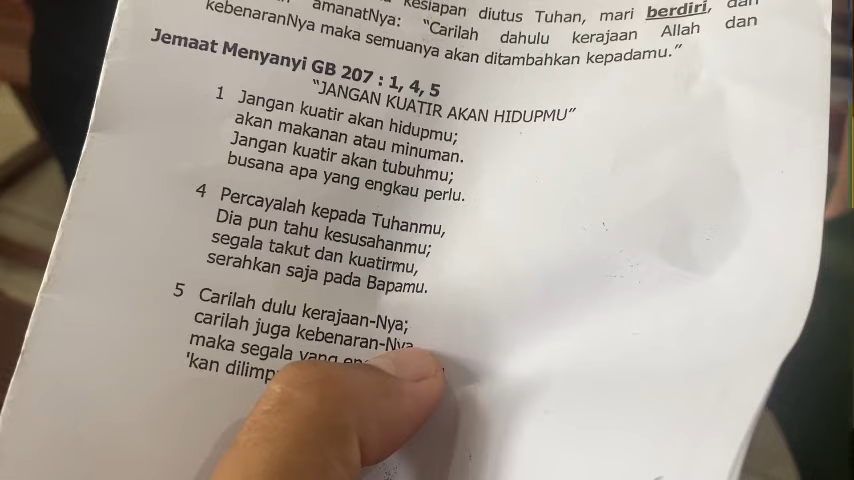 kesiapan diutus Tuhan, mari berdiri, dan
amanatNya: "Carilah dahulu kerajaan Allah dan
kebenaranNya maka semuanya akan ditambahkan kepadamu."
Jemaat Menyanyi GB 207 : 1, 4, 5
"JANGAN KUATIR AKAN HIDUPMU"
1 Jangan kuatir akan hidupmu;
akan makanan atau minuman.
Jangan kuatir akan tubuhmu;
busana apa yang engkau perlu.
4 Percayalah kepada Tuhanmu,
Dia pun tahu kesusahanmu;
segala takut dan kuatirmu,
serahkan saja pada Bapamu.
5 Carilah dulu kerajaan-Nya;
carilah juga kebenaran-Nya
maka segala yang
'kan